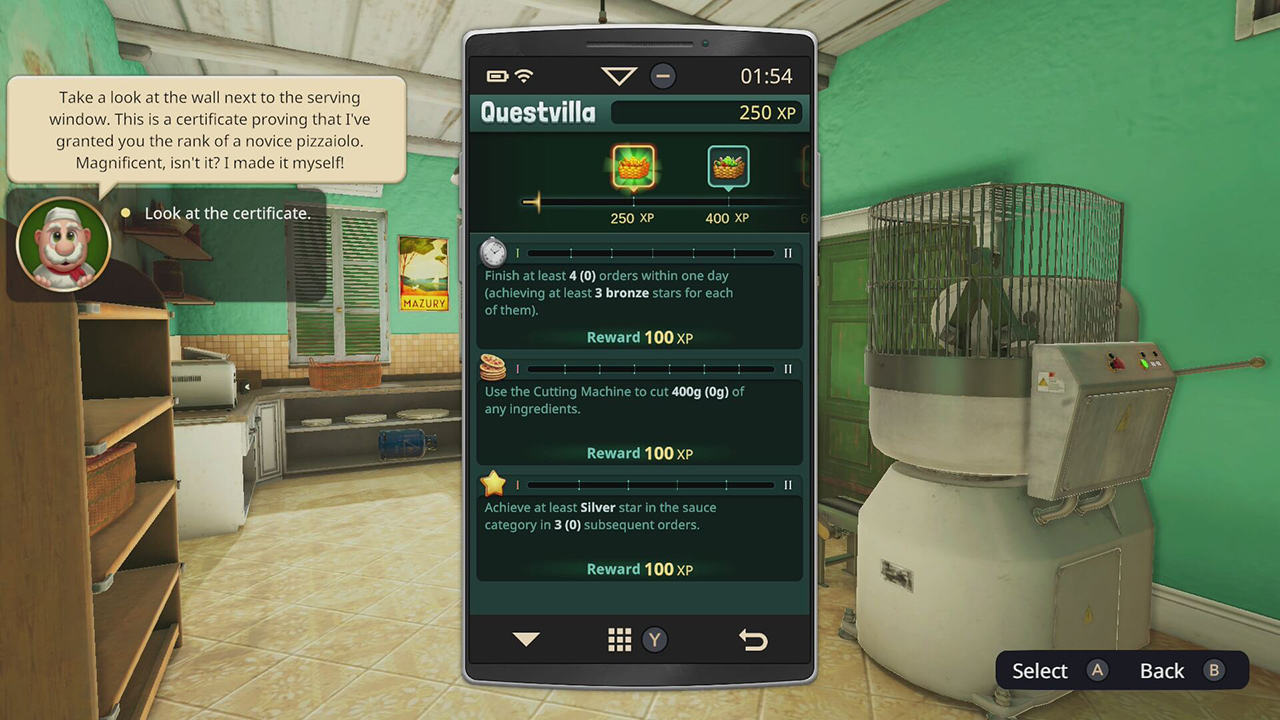 Take a look at the wall next to the serving
window. This is a certificate proving that I've
granted you the rank of a novice pizzaiolo.
Magnificent, isn't it? I made it myself!
Look at the certificate.
MAZURY
01:54
Questvilla
250 XP
250 XP
400 XP
I
II
Finish at least 4 (0) orders within one day
(achieving at least 3 bronze stars for each
of them).
Reward 100 XP
I
II
Use the Cutting Machine to cut 400g (0g) of
any ingredients.
Reward 100 XP
I
II
Achieve at least Silver star in the sauce
category in 3 (0) subsequent orders.
Reward 100 XP
Y
Select A Back B